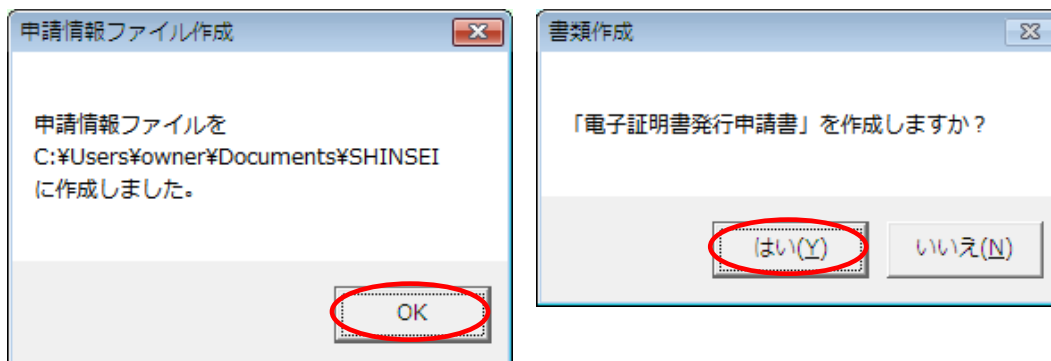 申請情報ファイル作成
申請情報ファイルを
C:¥Users¥owner¥Documents¥SHINSEI
に作成しました。
OK
書類作成
「電子証明書発行申請書」を作成しますか？
はい(Y)
いいえ(N)